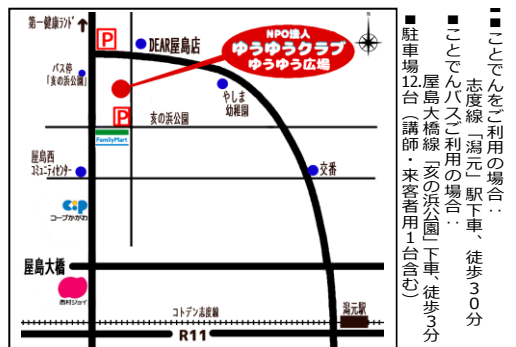 第一健康ランド
P
DEAR屋島店
NPO法人
ゆうゆうクラブ
ゆうゆう広場
N
バス停
「亥の浜公園」
やしま
幼稚園
P
亥の浜公園
FamilyMart
屋島西
コミュニティセンター
交番
コープかがわ
屋島大橋
西村ジョイ
コトデン志度線
潟元駅
R11
■ことでんをご利用の場合：
志度線「潟元」駅下車、徒歩30分
■ことでんバスご利用の場合：
屋島大橋線「亥の浜公園」下車、徒歩3分
■駐車場12台（講師・来客者用1台含む）